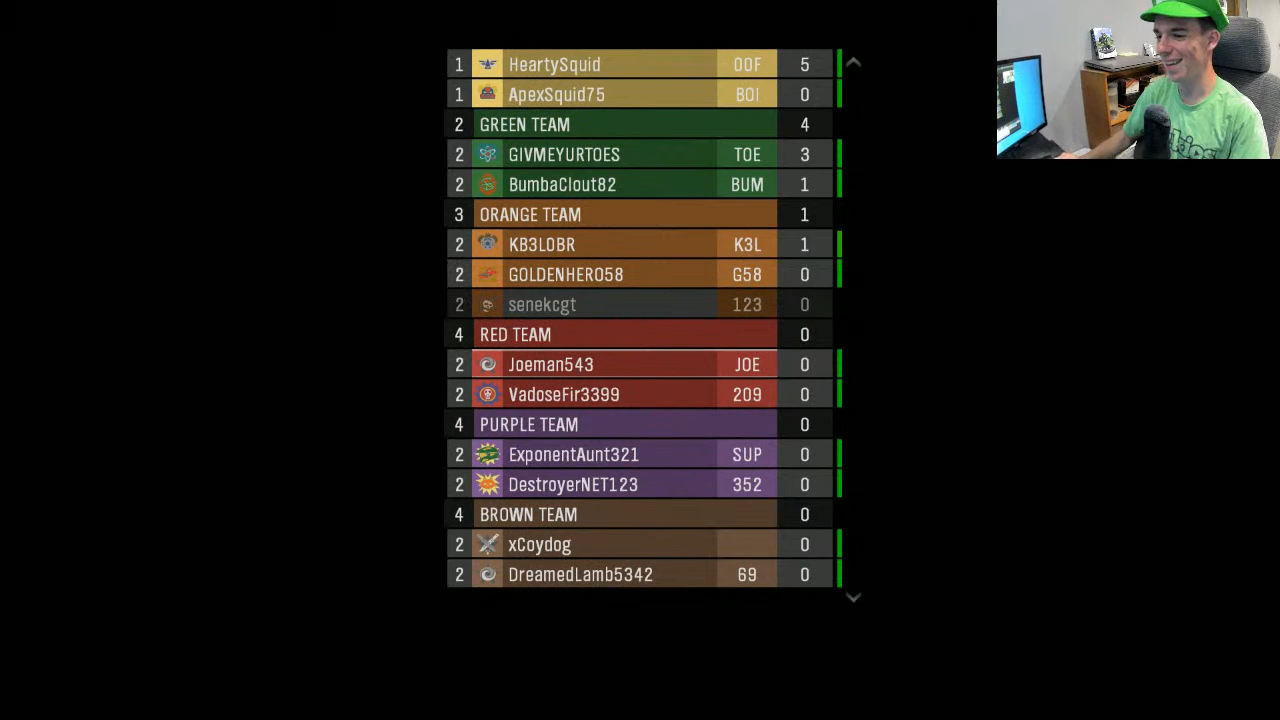 1 HeartySquid OOF 5
1 ApexSquid75 BOI 0
2 GREEN TEAM 4
2 GIVMEYURTOES TOE 3
2 BumbaClout82 BUM 1
3 ORANGE TEAM 1
2 KB3LOBR K3L 1
2 GOLDENHERO58 G58 0
2 senekcgt 123 0
4 RED TEAM 0
2 Joeman543 JOE 0
2 VadoseFir3399 209 0
4 PURPLE TEAM 0
2 ExponentAunt321 SUP 0
2 DestroyerNET123 352 0
4 BROWN TEAM 0
2 xCoydog 0
2 DreamedLamb5342 69 0